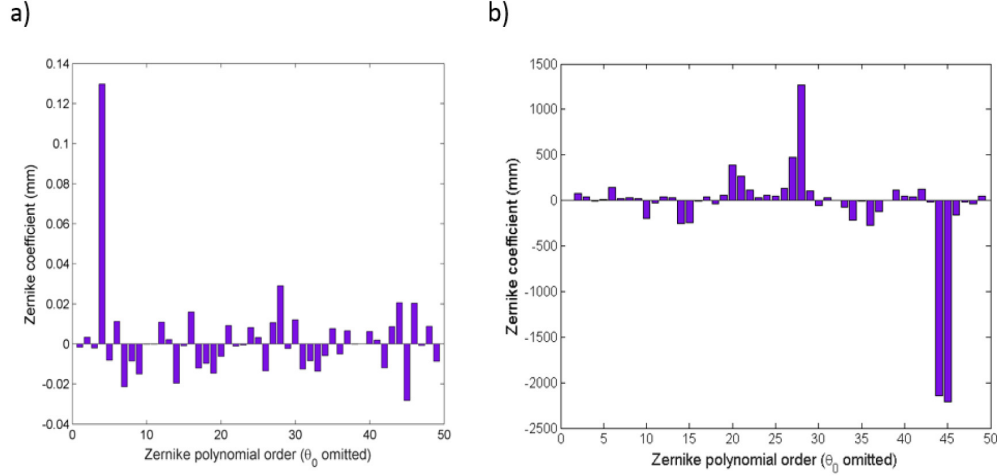 a)
0.14
0.12
0.1
0.08
0.06
0.04
0.02
0
-0.02
-0.04
0 10 20 30 40 50
Zernike coefficient (mm)
Zernike polynomial order (θ0 omitted)
b)
1500
1000
500
0
-500
-1000
-1500
-2000
-2500
0 5 10 15 20 25 30 35 40 45 50
Zernike coefficient (mm)
Zernike polynomial order (θ0 omitted)